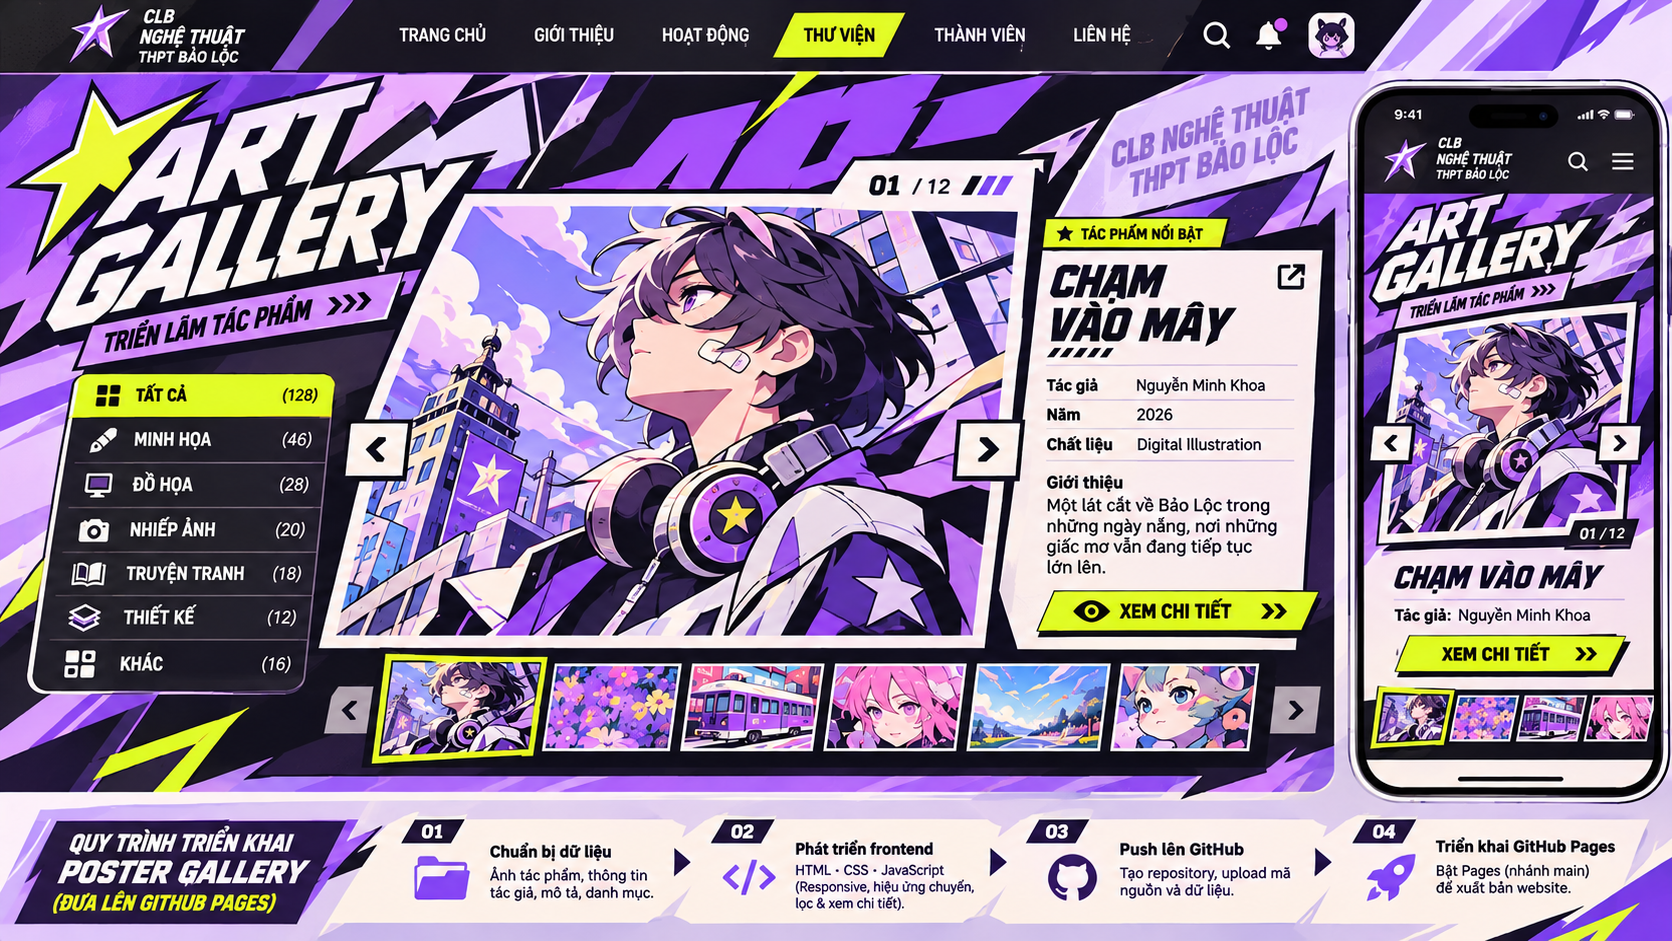 CLB
NGHỆ THUẬT
THPT BẢO LỘC
TRANG CHỦ
GIỚI THIỆU
HOẠT ĐỘNG
THƯ VIỆN
THÀNH VIÊN
LIÊN HỆ
ART
GALLERY
TRIỂN LÃM TÁC PHẨM >>>
TẤT CẢ (128)
MINH HỌA (46)
ĐỒ HỌA (28)
NHIẾP ẢNH (20)
TRUYỆN TRANH (18)
THIẾT KẾ (12)
KHÁC (16)
01 / 12
CLB NGHỆ THUẬT
THPT BẢO LỘC
TÁC PHẨM NỔI BẬT
CHẠM
VÀO MÂY
Tác giả Nguyễn Minh Khoa
Năm 2026
Chất liệu Digital Illustration
Giới thiệu
Một lát cắt về Bảo Lộc trong
những ngày nắng, nơi những
giấc mơ vẫn đang tiếp tục
lớn lên.
XEM CHI TIẾT
9:41
CLB
NGHỆ THUẬT
THPT BẢO LỘC
ART
GALLERY
TRIỂN LÃM TÁC PHẨM >>>
01 / 12
CHẠM VÀO MÂY
Tác giả: Nguyễn Minh Khoa
XEM CHI TIẾT
QUY TRÌNH TRIỂN KHAI
POSTER GALLERY
(ĐƯA LÊN GITHUB PAGES)
01
Chuẩn bị dữ liệu
Ảnh tác phẩm, thông tin
tác giả, mô tả, danh mục.
02
Phát triển frontend
HTML • CSS • JavaScript
(Responsive, hiệu ứng chuyển,
lọc & xem chi tiết).
03
Push lên GitHub
Tạo repository, upload mã
nguồn và dữ liệu.
04
Triển khai GitHub Pages
Bật Pages (nhánh main)
để xuất bản website.